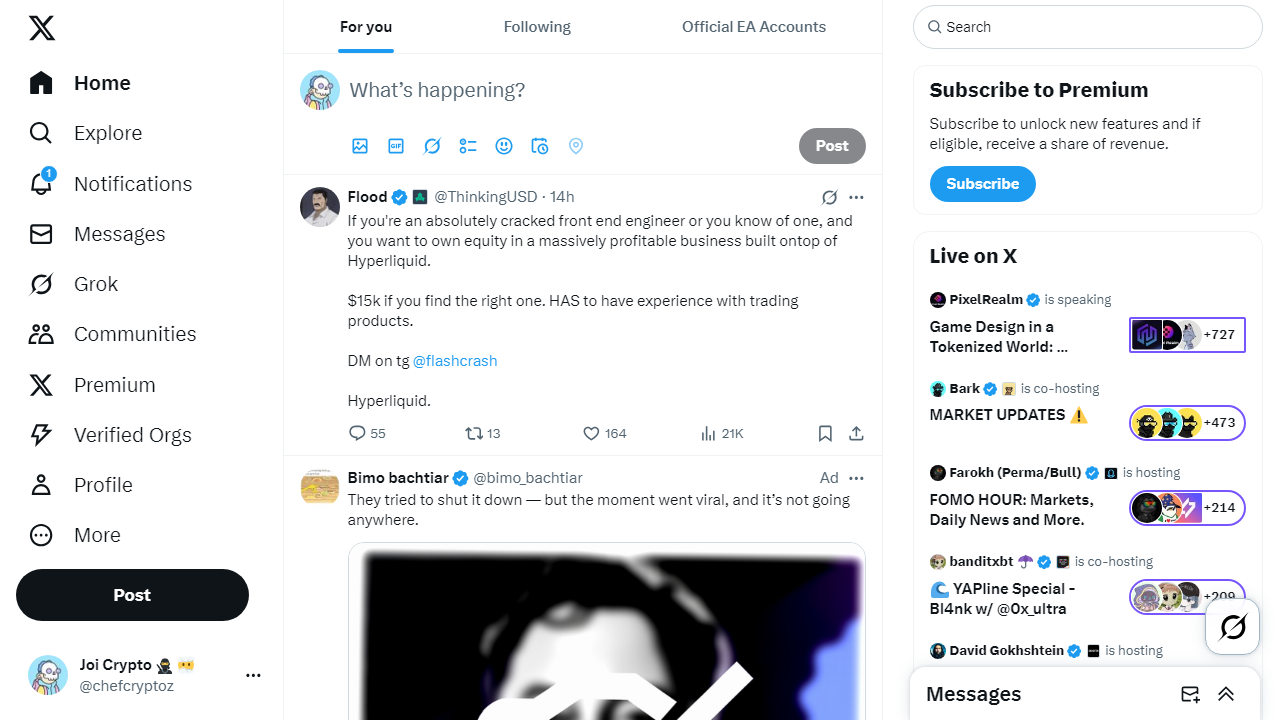 Home
Explore
1
Notifications
Messages
Grok
Communities
Premium
Verified Orgs
Profile
More
Post
Joi Crypto
@chefcryptoz
For you
Following
Official EA Accounts
What's happening?
GIF
Post
Flood @ThinkingUSD · 14h
If you're an absolutely cracked front end engineer or you know of one, and
you want to own equity in a massively profitable business built ontop of
Hyperliquid.
$15k if you find the right one. HAS to have experience with trading
products.
DM on tg @flashcrash
Hyperliquid.
55 13 164 21K
Bimo bachtiar @bimo_bachtiar Ad
They tried to shut it down — but the moment went viral, and it's not going
anywhere.
Search
Subscribe to Premium
Subscribe to unlock new features and if
eligible, receive a share of revenue.
Subscribe
Live on X
PixelRealm is speaking
Game Design in a
Tokenized World: ...
+727
Bark is co-hosting
MARKET UPDATES ⚠️
+473
Farokh (Perma/Bull) is hosting
FOMO HOUR: Markets,
Daily News and More.
+214
banditxbt ☂️ is co-hosting
🌊 YAPline Special -
Bl4nk w/ @0x_ultra
+209
David Gokhshtein is hosting
Messages